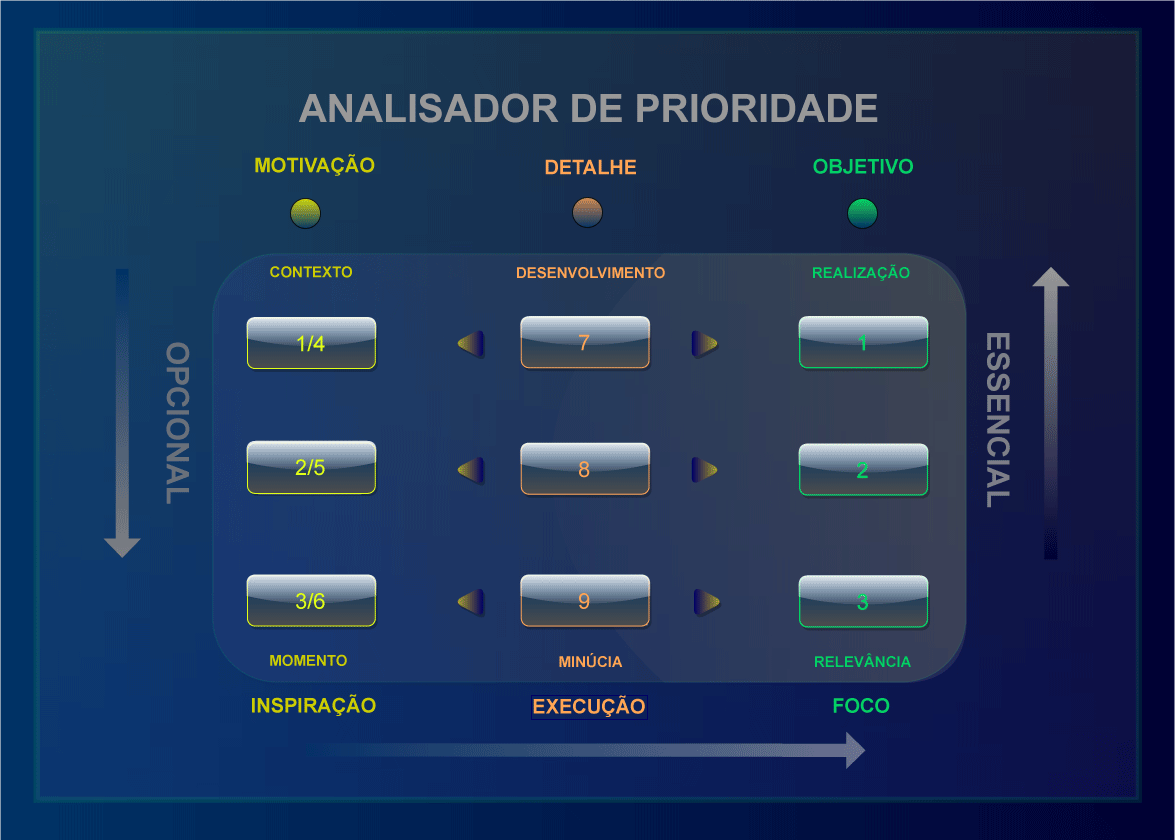 ANALISADOR DE PRIORIDADE
MOTIVAÇÃO DETALHE OBJETIVO
CONTEXTO DESENVOLVIMENTO REALIZAÇÃO
1/4 7 1
OPCIONAL
ESSENCIAL
2/5 8 2
3/6 9 3
MOMENTO MINÚCIA RELEVÂNCIA
INSPIRAÇÃO EXECUÇÃO FOCO